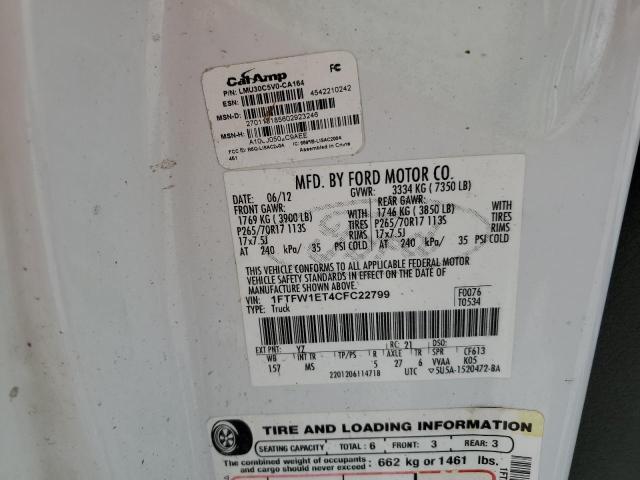 CalAmp FC
P/N: LMU30C5V0-CA164
ESN: 4542210242
MSN-D:
MSN-H:
Assembled in China
MFD. BY FORD MOTOR CO.
DATE: 06/12 GVWR: 3334 KG ( 7350 LB)
FRONT GAWR: REAR GAWR:
1769 KG ( 3900 LB) WITH 1746 KG ( 3850 LB) WITH
P265/70R17 113S TIRES P265/70R17 113S TIRES
17x7.5J RIMS 17x7.5J RIMS
AT 240 kPa/ 35 PSI COLD AT 240 kPa/ 35 PSI COLD
THIS VEHICLE CONFORMS TO ALL APPLICABLE FEDERAL MOTOR
VEHICLE SAFETY STANDARDS IN EFFECT ON THE DATE OF
MANUFACTURE SHOWN ABOVE.
VIN: 1FTFW1ET4CFC22799 F0076
TYPE: Truck T0534
EXT PNT: YZ RC: 21 DSO:
WB INT TR TP/PS R AXLE TR SPR CF613
157 MS 5 27 6 VVAA K05
2201206114718 UTC 5U5A-1520472-BA
TIRE AND LOADING INFORMATION
SEATING CAPACITY TOTAL: 6 FRONT: 3 REAR: 3
The combined weight of occupants
and cargo should never exceed: 662 kg or 1461 lbs.